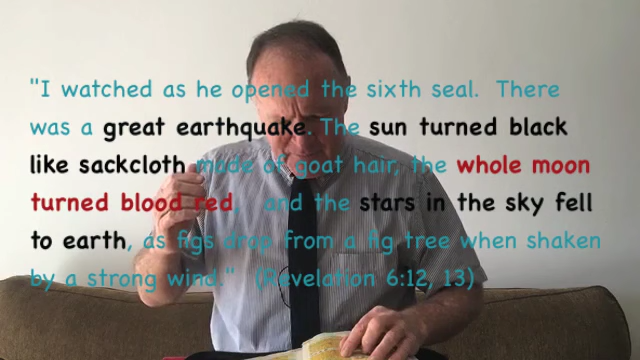 "I watched as he opened the sixth seal.  There
was a great earthquake. The sun turned black
like sackcloth made of goat hair, the whole moon
turned blood red,  and the stars in the sky fell
to earth, as figs drop from a fig tree when shaken
by a strong wind."  (Revelation 6:12, 13)